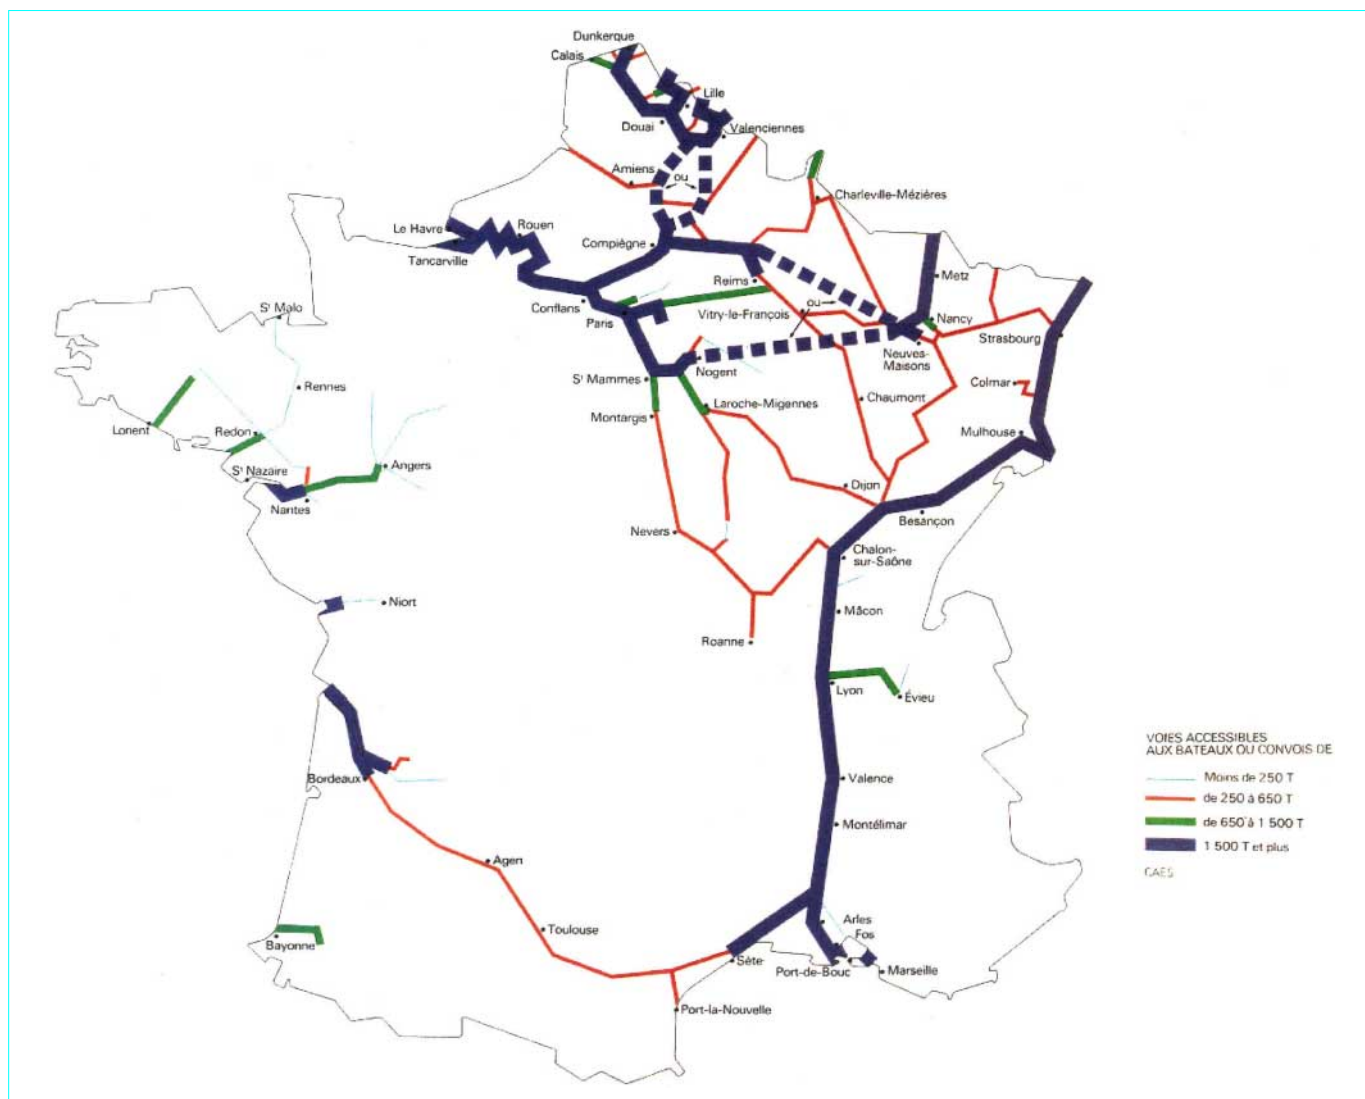 Dunkerque
Calais
Lille
Douai
Valenciennes
Amiens
ou
Charleville-Mézières
Le Havre
Rouen
Compiègne
Tancarville
Reims
Metz
ou
Conflans
Paris
Vitry-le-François
Nancy
Sᵗ Malo
Strasbourg
Neuves-
Maisons
Nogent
Sᵗ Mammes
Colmar
Rennes
Chaumont
Laroche-Migennes
Montargis
Lorient
Redon
Mulhouse
Sᵗ Nazaire
Angers
Dijon
Nantes
Besançon
Nevers
Chalon-
sur-Saône
Niort
Mâcon
Roanne
Lyon
Évieu
VOIES ACCESSIBLES
AUX BATEAUX OU CONVOIS DE
Bordeaux
Valence
Moins de 250 T
de 250 à 650 T
Montélimar
de 650 à 1 500 T
1 500 T et plus
Agen
CAES
Arles
Toulouse
Fos
Bayonne
Sète
Port-de-Bouc
Marseille
Port-la-Nouvelle